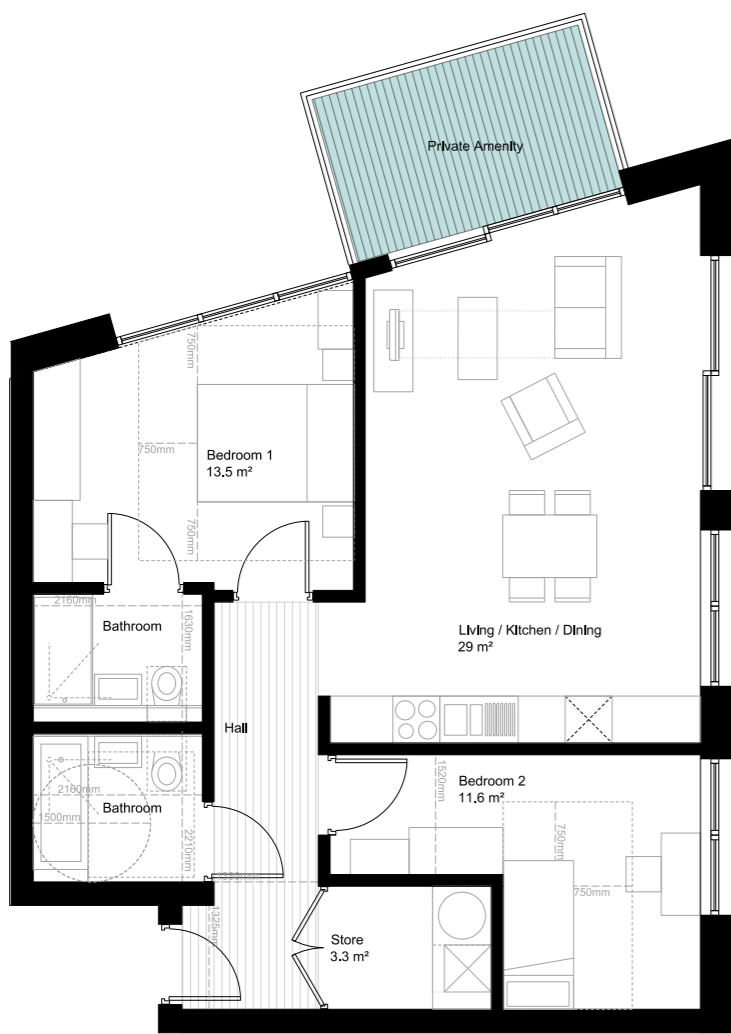 Private Amenity
750mm
750mm
Bedroom 1
13.5 m²
750mm
2160mm
1630mm
Bathroom
Living / Kitchen / Dining
29 m²
Hall
1520mm
Bedroom 2
11.6 m²
2160mm
Bathroom
1500mm
2210mm
750mm
750mm
1325mm
Store
3.3 m²